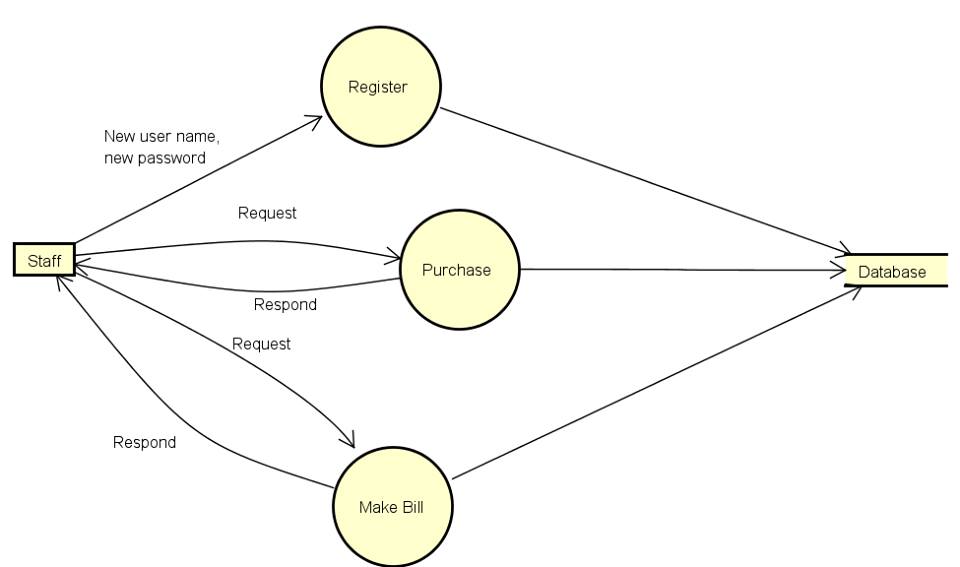 Register
New user name,
new password
Request
Staff
Purchase
Database
Respond
Request
Respond
Make Bill